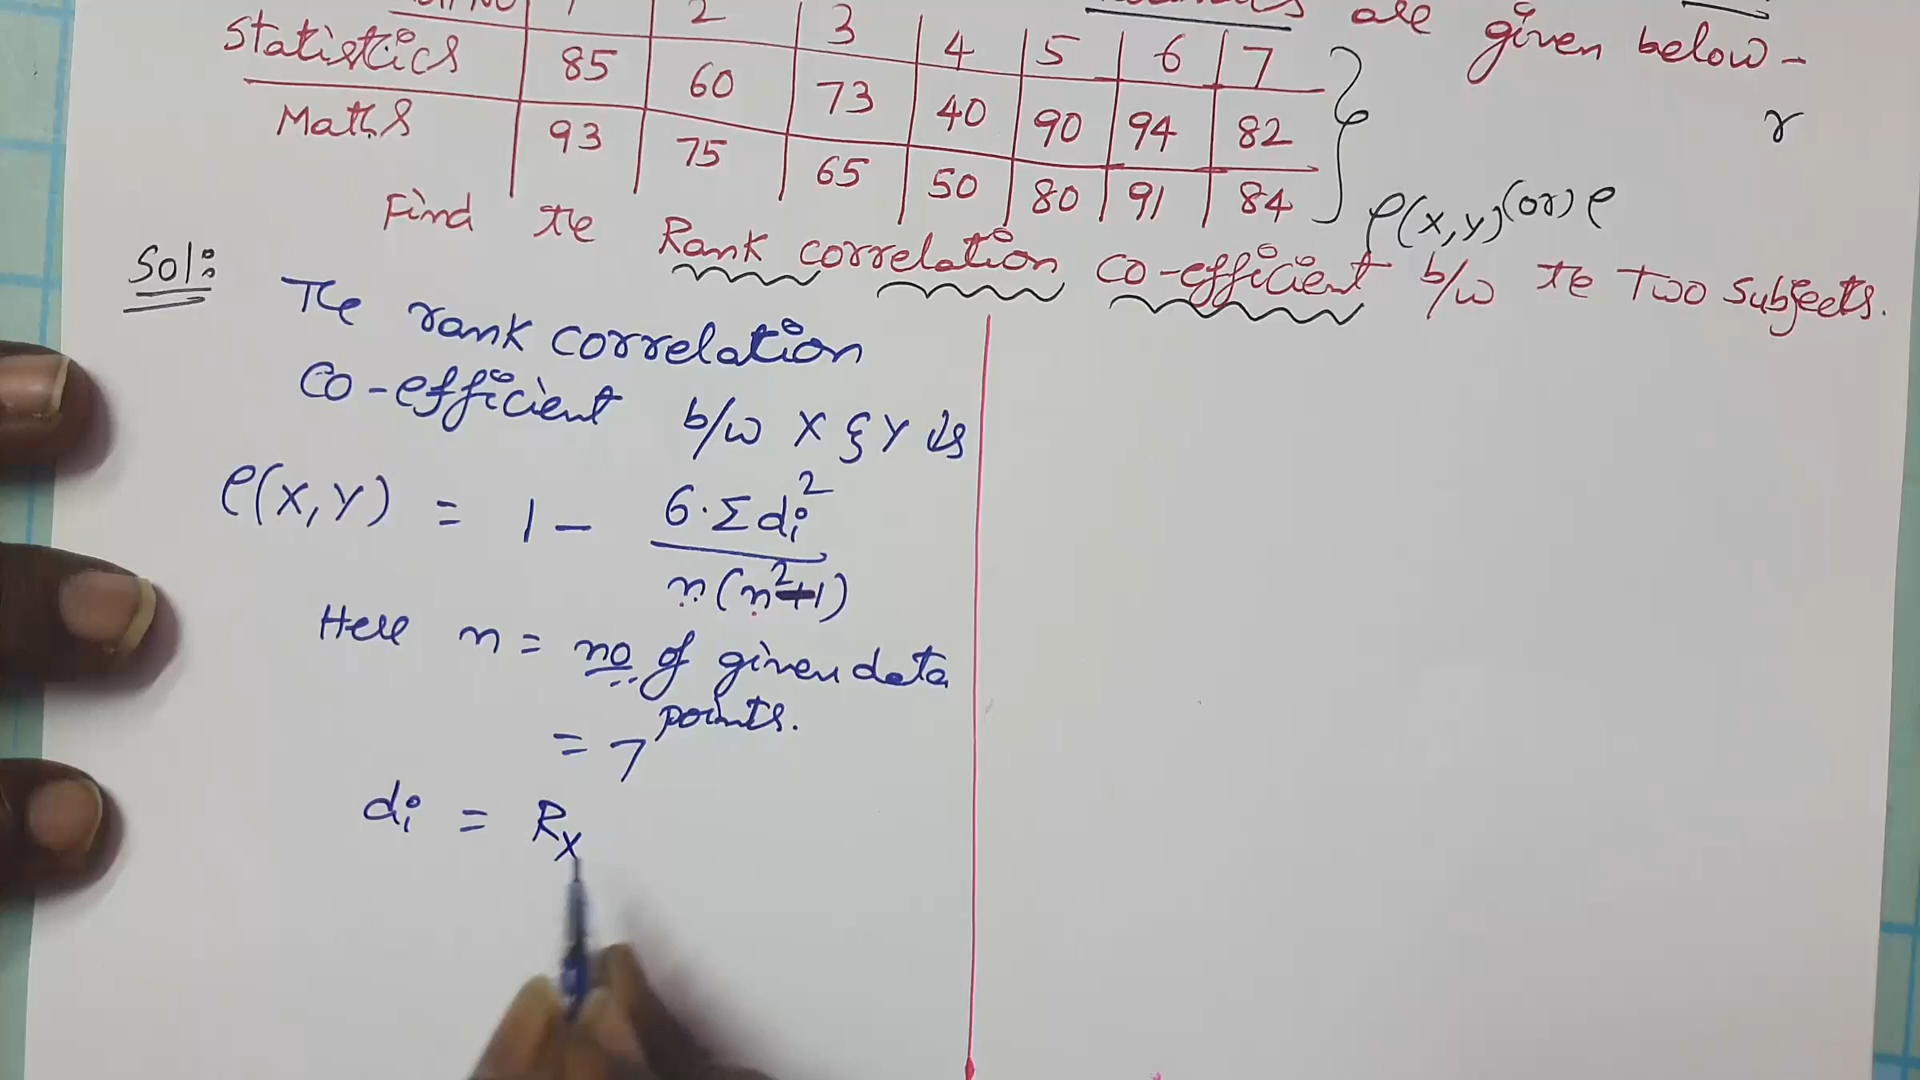 1 2 3 4 5 6 7
Statistics 85 60 73 40 90 94 82
Maths 93 75 65 50 80 91 84
are given below -
r
ρ(X,Y) (or) ρ
Find the Rank correlation co-efficient b/w the Two subjects.
Sol:
The rank correlation
co-efficient b/w X & Y is
ρ(X,Y) = 1 - 6·Σdi²
n(n²-1)
Here n = no of given data
points.
= 7
di = Rx